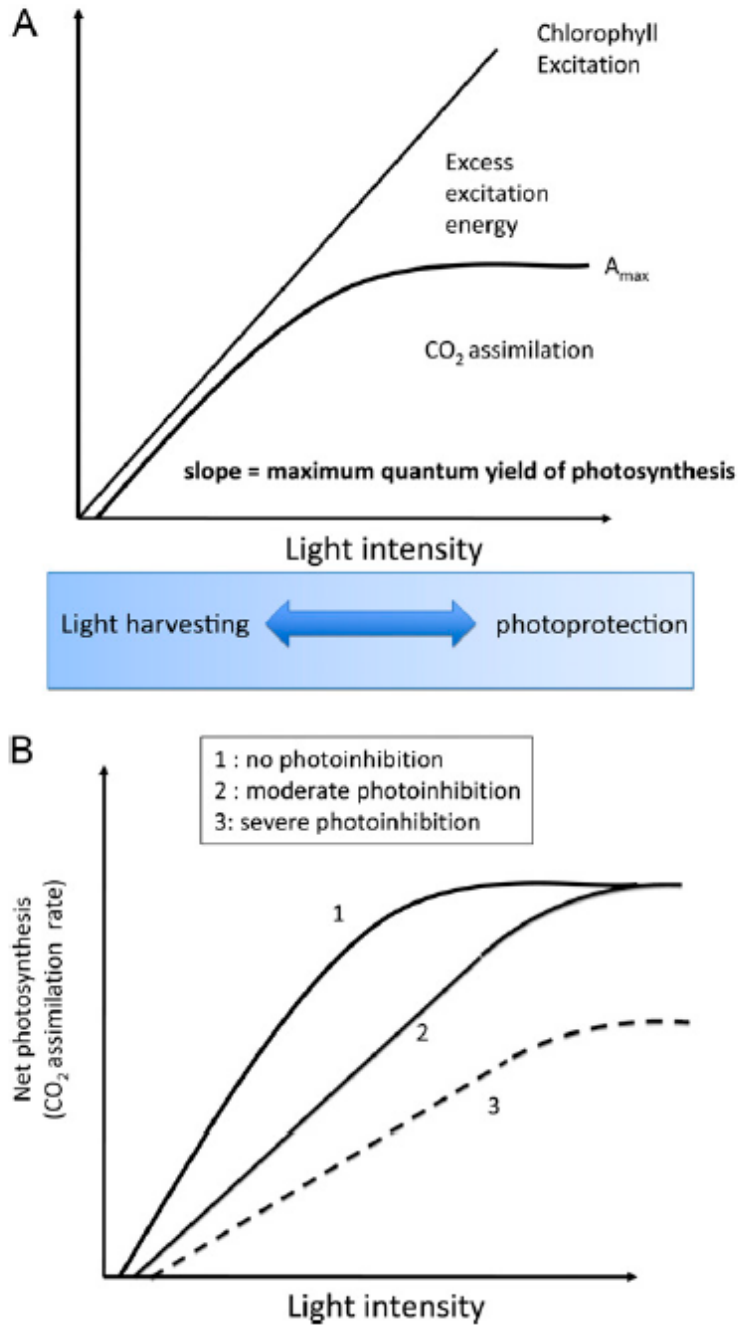 A
Chlorophyll
Excitation
Excess
excitation
energy
Amax
CO2 assimilation
slope = maximum quantum yield of photosynthesis
Light intensity
Light harvesting
photoprotection
B
1 : no photoinhibition
2 : moderate photoinhibition
3: severe photoinhibition
Net photosynthesis
(CO2 assimilation rate)
1
2
3
Light intensity